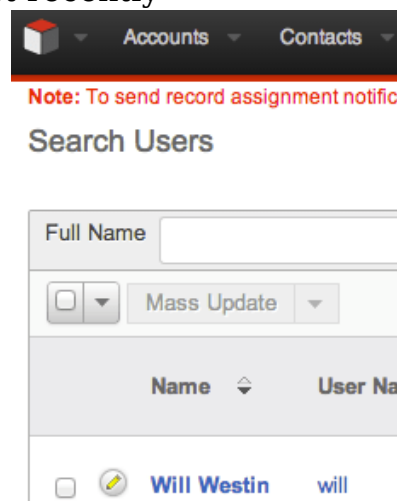 recently
Accounts Contacts
Note: To send record assignment notific
Search Users
Full Name
Mass Update
Name User Na
Will Westin will